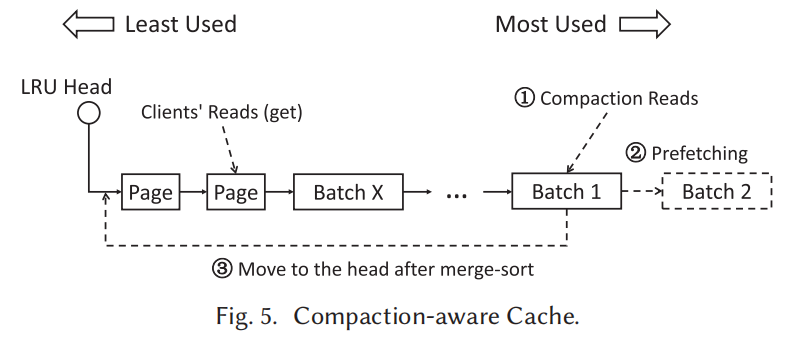 Least Used Most Used
LRU Head
Clients' Reads (get)
① Compaction Reads
② Prefetching
Page Page Batch X ... Batch 1 Batch 2
③ Move to the head after merge-sort
Fig. 5. Compaction-aware Cache.